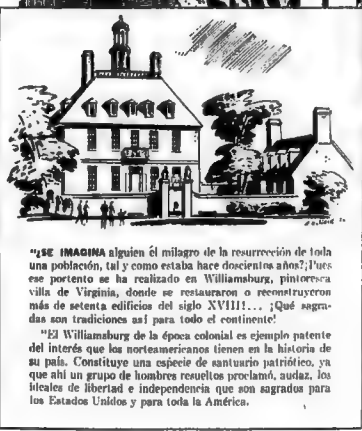 "¿SE IMAGINA alguien el milagro de la resurrección de toda
una población, tal y como estaba hace doscientos años? ¡Pues
ese portento se ha realizado en Williamsburg, pintoresca
villa de Virginia, donde se restauraron o reconstruyeron
más de setenta edificios del siglo XVIII!... ¡Qué sagra-
das son tradiciones así para todo el continente!
"El Williamsburg de la época colonial es ejemplo patente
del interés que los norteamericanos tienen en la historia de
su país. Constituye una especie de santuario patriótico, ya
que ahí un grupo de hombres resueltos proclamó, audaz, los
ideales de libertad e independencia que son sagrados para
los Estados Unidos y para toda la América.